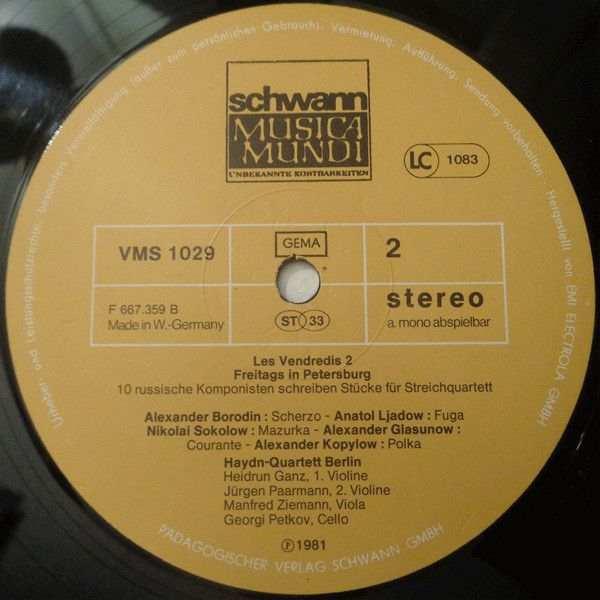 schwann
MUSICA
MUNDI
UNBEKANNTE KOSTBARKEITEN
LC 1083
VMS 1029
GEMA
2
F 667.359 B
Made in W.-Germany
ST 33
stereo
a. mono abspielbar
Les Vendredis 2
Freitags in Petersburg
10 russische Komponisten schreiben Stücke für Streichquartett
Alexander Borodin : Scherzo - Anatol Ljadow : Fuga
Nikolai Sokolow : Mazurka - Alexander Glasunow :
Courante - Alexander Kopylow : Polka
Haydn-Quartett Berlin
Heidrun Ganz, 1. Violine
Jürgen Paarmann, 2. Violine
Manfred Ziemann, Viola
Georgi Petkov, Cello
Ⓟ 1981
PÄDAGOGISCHER VERLAG SCHWANN GMBH
Urheber- und Leistungsschutzrechte, besonders Vervielfältigung (außer zum persönlichen Gebrauch), Vermietung, Aufführung, Sendung vorbehalten · Hergestellt von EMI ELECTROLA GMBH